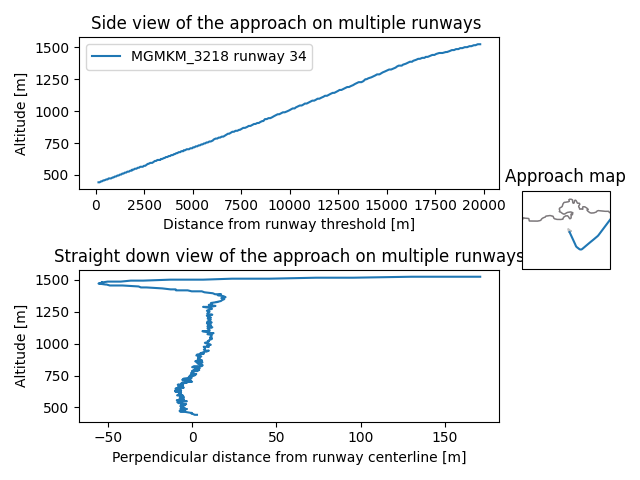 Side view of the approach on multiple runways
1500
1250
1000
750
500
Altitude [m]
MGMKM_3218 runway 34
0 2500 5000 7500 10000 12500 15000 17500 20000
Distance from runway threshold [m]
Approach map
Straight down view of the approach on multiple runways
1500
1250
1000
750
500
Altitude [m]
−50 0 50 100 150
Perpendicular distance from runway centerline [m]